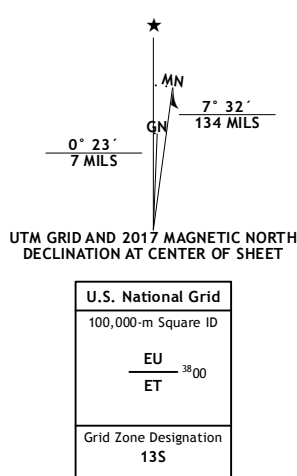 ★
MN
GN
7° 32´
134 MILS
0° 23´
7 MILS
UTM GRID AND 2017 MAGNETIC NORTH
DECLINATION AT CENTER OF SHEET
U.S. National Grid
100,000-m Square ID
EU
3800
ET
Grid Zone Designation
13S